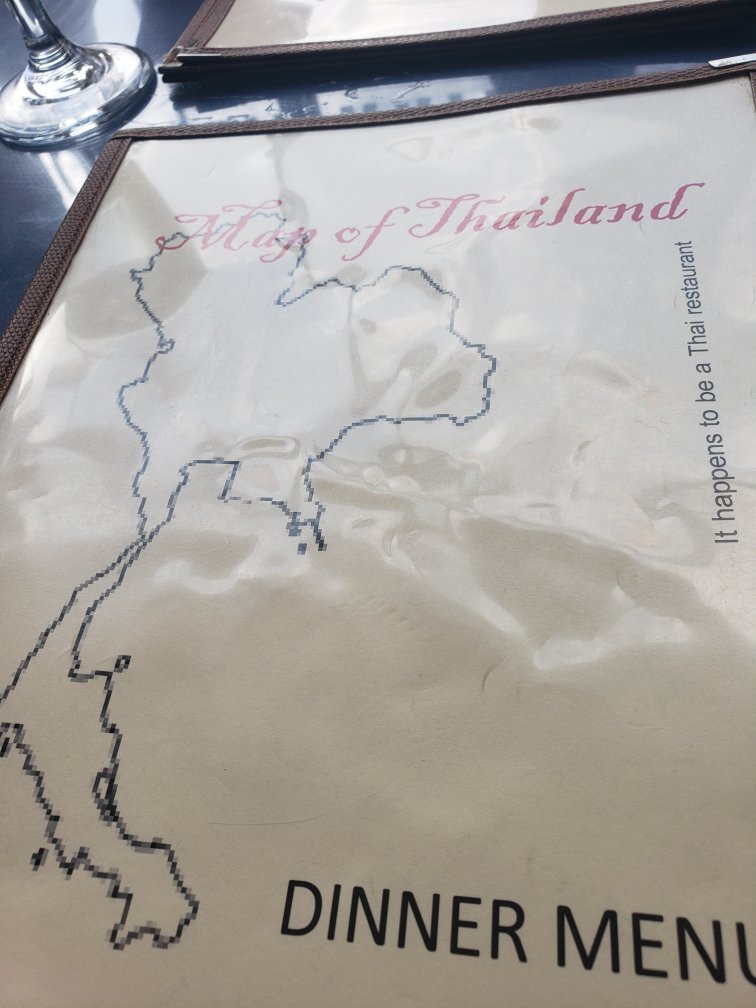 Map of Thailand
It happens to be a Thai restaurant
DINNER MENU